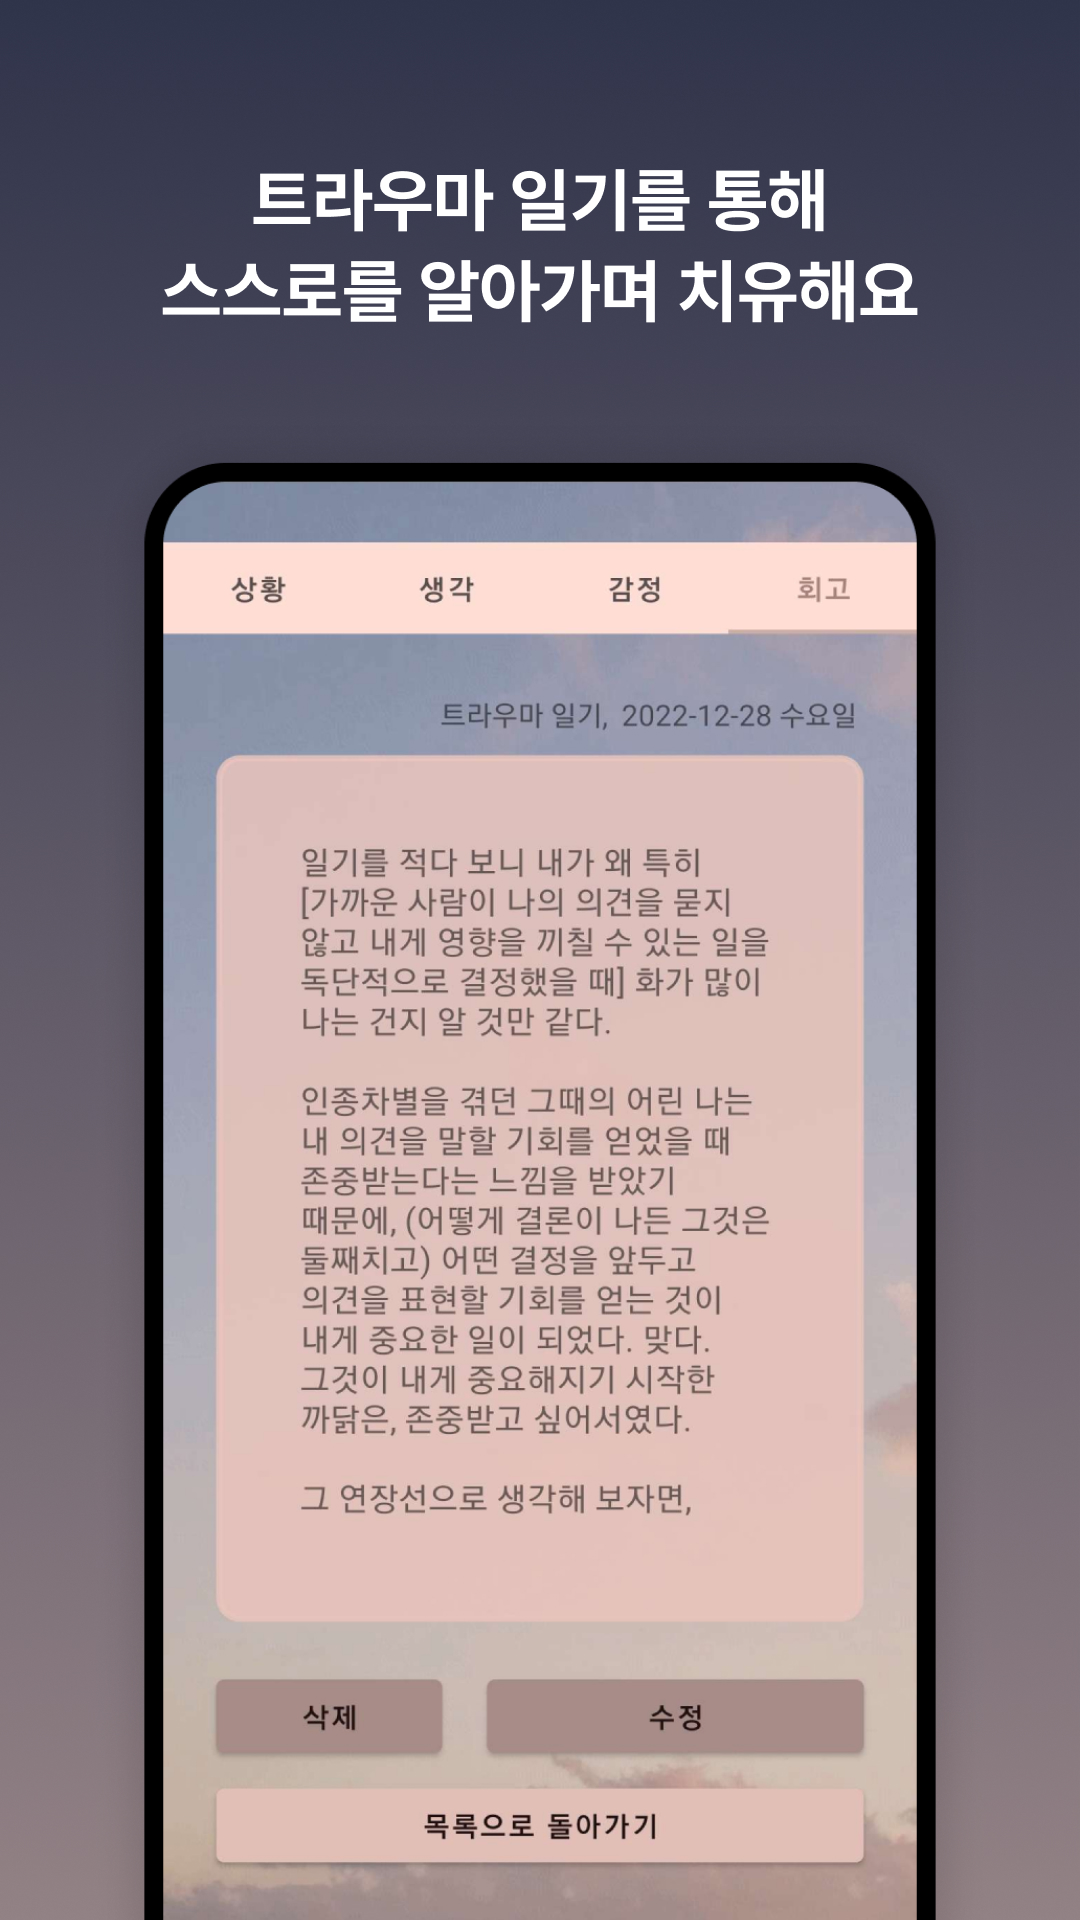 트라우마 일기를 통해
스스로를 알아가며 치유해요
상황 생각 감정 회고
트라우마 일기, 2022-12-28 수요일
일기를 적다 보니 내가 왜 특히
[가까운 사람이 나의 의견을 묻지
않고 내게 영향을 끼칠 수 있는 일을
독단적으로 결정했을 때] 화가 많이
나는 건지 알 것만 같다.
인종차별을 겪던 그때의 어린 나는
내 의견을 말할 기회를 얻었을 때
존중받는다는 느낌을 받았기
때문에, (어떻게 결론이 나든 그것은
둘째치고) 어떤 결정을 앞두고
의견을 표현할 기회를 얻는 것이
내게 중요한 일이 되었다. 맞다.
그것이 내게 중요해지기 시작한
까닭은, 존중받고 싶어서였다.
그 연장선으로 생각해 보자면,
삭제 수정
목록으로 돌아가기